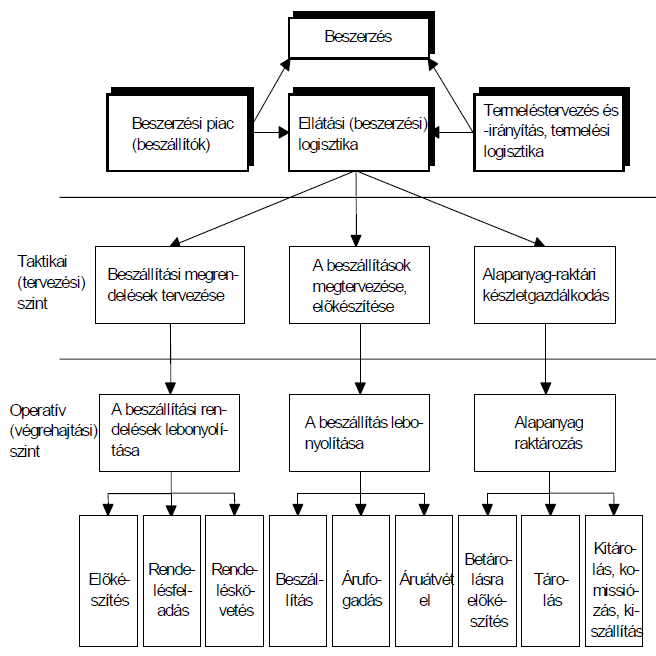 Beszerzés
Beszerzési piac
(beszállítók)
Ellátási (beszerzési)
logisztika
Termeléstervezés és
-irányítás, termelési
logisztika
Taktikai
(tervezési)
szint
Beszállítási megren-
delések tervezése
A beszállítások
megtervezése,
előkészítése
Alapanyag-raktári
készletgazdálkodás
Operatív
(végrehajtási)
szint
A beszállítási ren-
delések lebonyolí-
tása
A beszállítás lebo-
nyolítása
Alapanyag
raktározás
Előké-
szítés
Rende-
lésfel-
adás
Rende-
léskö-
vetés
Beszál-
lítás
Árufo-
gadás
Áruátvét
el
Betáro-
lásra
előké-
szítés
Táro-
lás
Kitáro-
lás, ko-
missió-
zás, ki-
szállítás